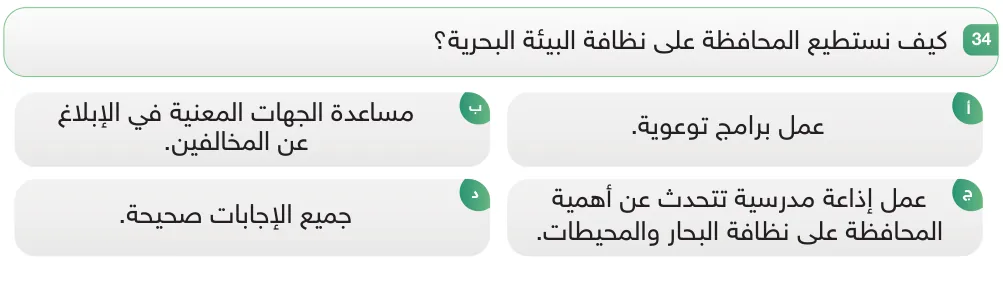 34 كيف نستطيع المحافظة على نظافة البيئة البحرية؟
أ
عمل برامج توعوية.
ب
مساعدة الجهات المعنية في الإبلاغ
عن المخالفين.
ج
عمل إذاعة مدرسية تتحدث عن أهمية
المحافظة على نظافة البحار والمحيطات.
د
جميع الإجابات صحيحة.